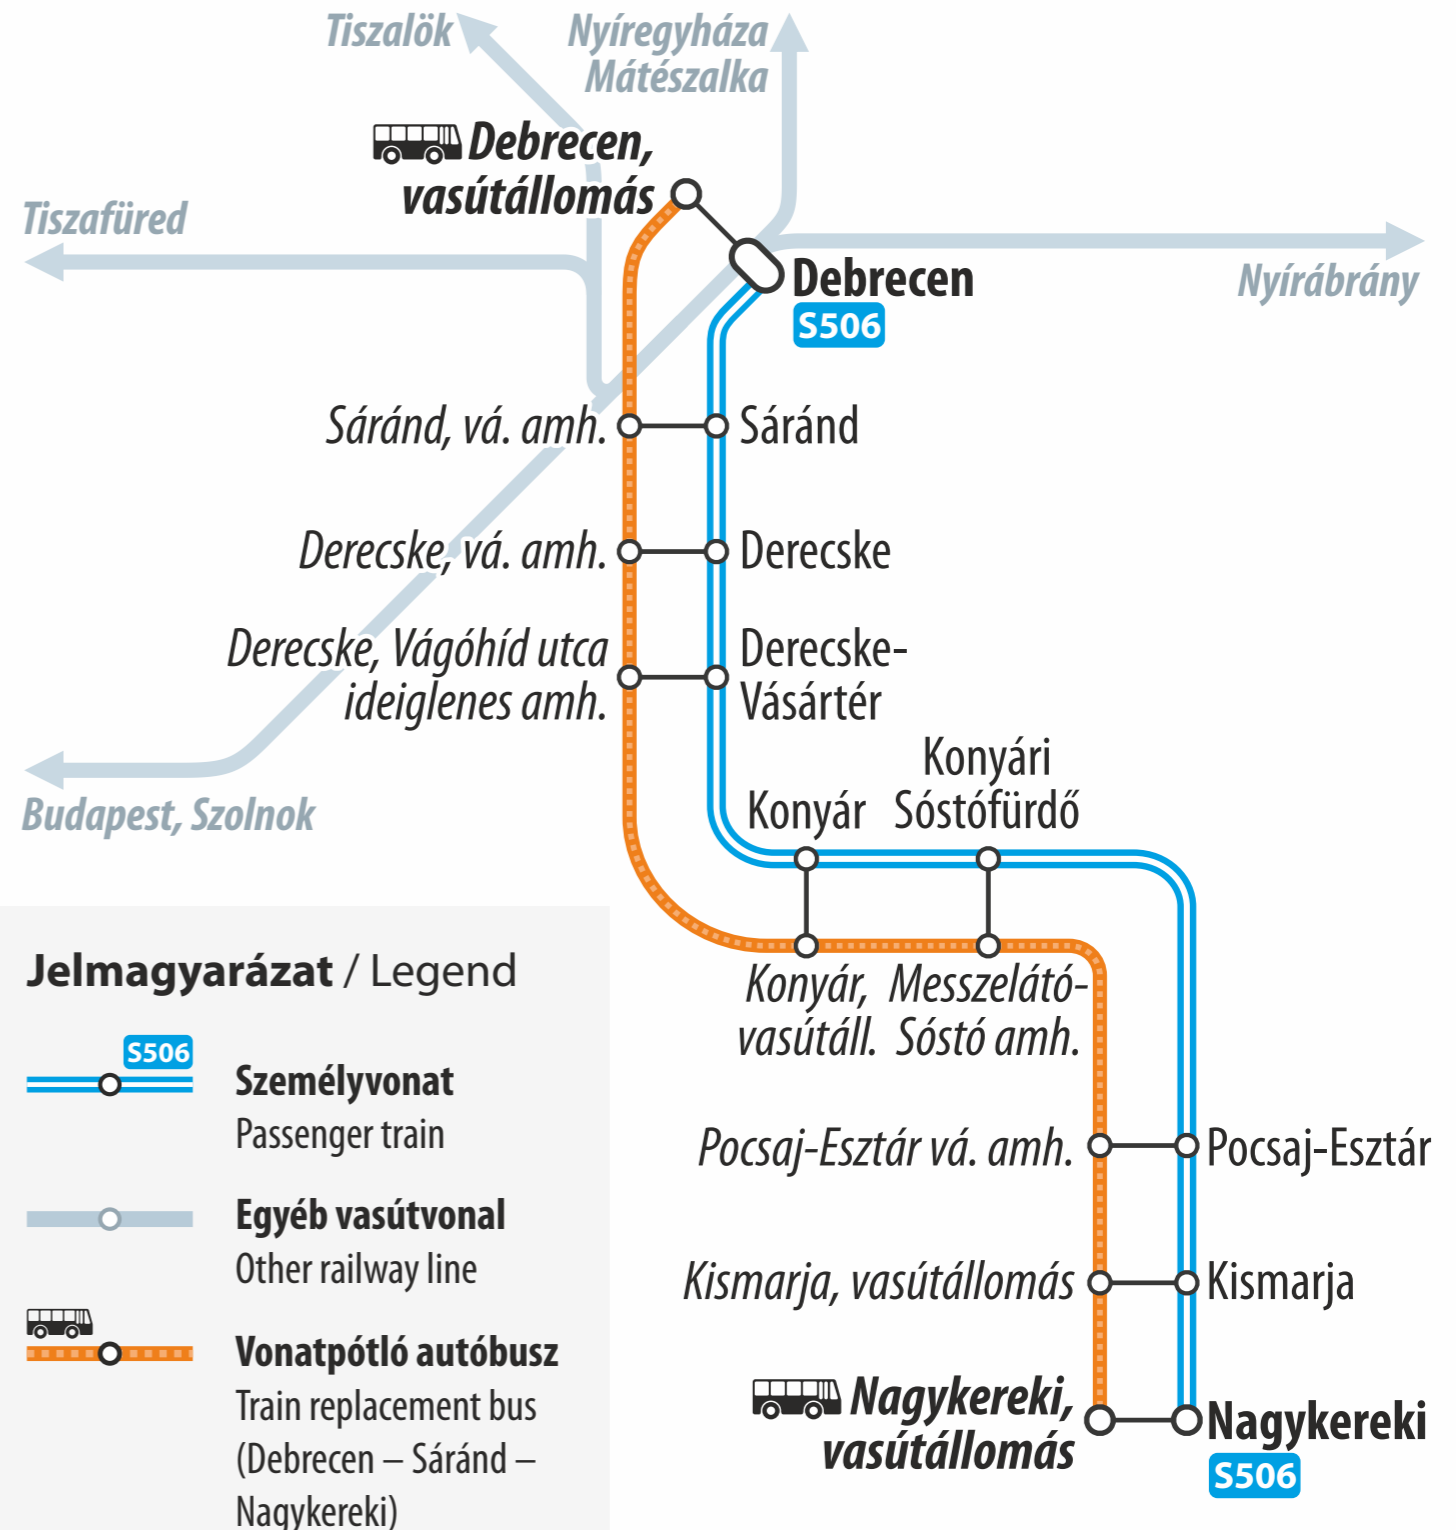 Tiszalök
Nyíregyháza
Mátészalka
Debrecen,
vasútállomás
Tiszafüred
Debrecen
S506
Nyírábrány
Sáránd, vá. amh.
Sáránd
Derecske, vá. amh.
Derecske
Derecske, Vágóhíd utca
ideiglenes amh.
Derecske-
Vásártér
Budapest, Szolnok
Konyár
Konyári
Sóstófürdő
Konyár,
vasútáll.
Messzelátó-
Sóstó amh.
Pocsaj-Esztár vá. amh.
Pocsaj-Esztár
Kismarja, vasútállomás
Kismarja
Nagykereki,
vasútállomás
Nagykereki
S506
Jelmagyarázat / Legend
S506
Személyvonat
Passenger train
Egyéb vasútvonal
Other railway line
Vonatpótló autóbusz
Train replacement bus
(Debrecen – Sáránd –
Nagykereki)